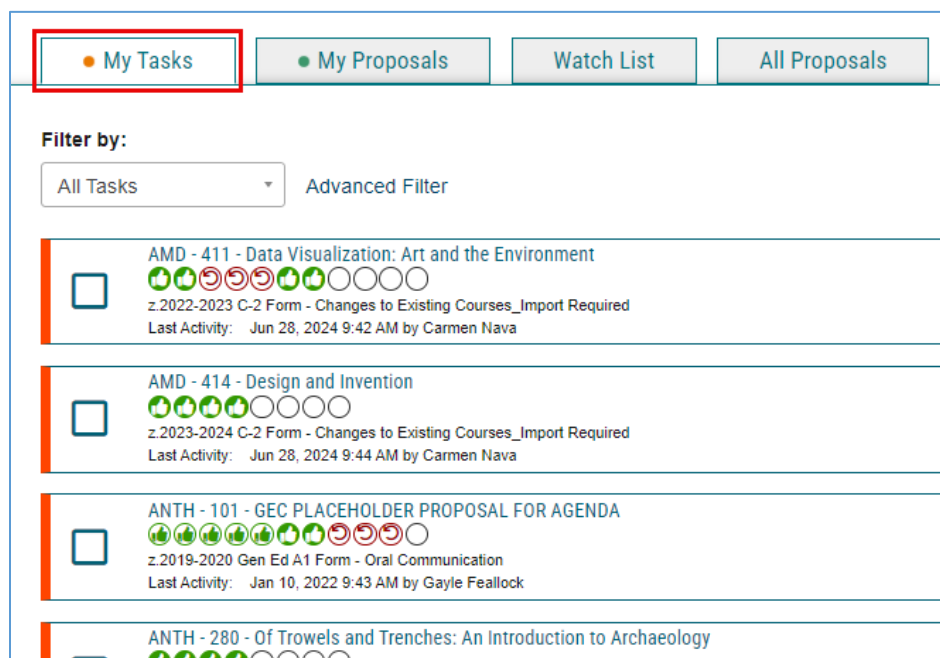 My Tasks My Proposals Watch List All Proposals
Filter by:
All Tasks Advanced Filter
AMD - 411 - Data Visualization: Art and the Environment
z.2022-2023 C-2 Form - Changes to Existing Courses_Import Required
Last Activity: Jun 28, 2024 9:42 AM by Carmen Nava
AMD - 414 - Design and Invention
z.2023-2024 C-2 Form - Changes to Existing Courses_Import Required
Last Activity: Jun 28, 2024 9:44 AM by Carmen Nava
ANTH - 101 - GEC PLACEHOLDER PROPOSAL FOR AGENDA
z.2019-2020 Gen Ed A1 Form - Oral Communication
Last Activity: Jan 10, 2022 9:43 AM by Gayle Feallock
ANTH - 280 - Of Trowels and Trenches: An Introduction to Archaeology